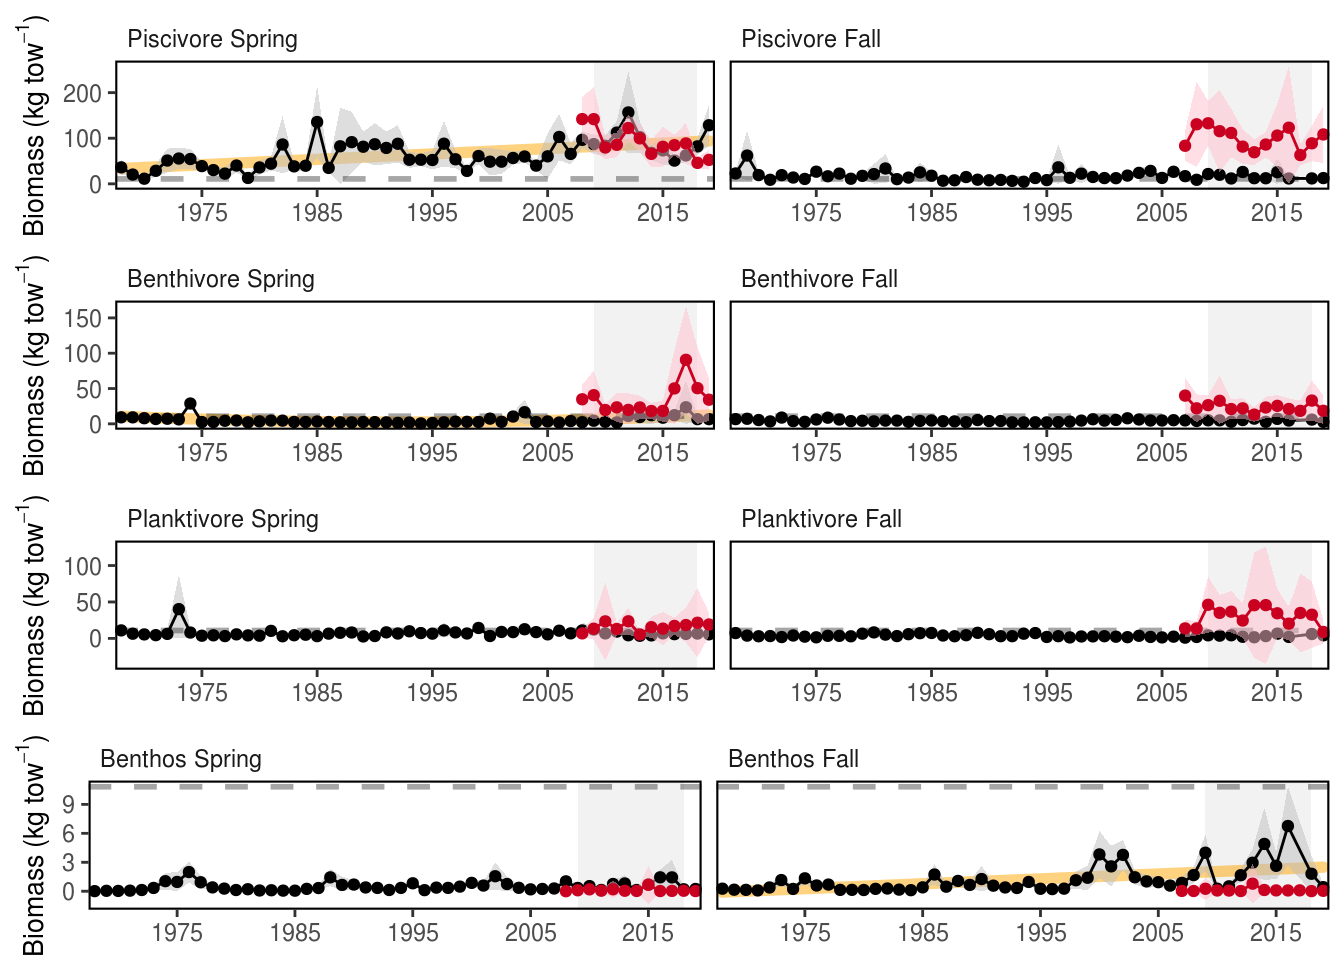 Piscivore Spring
Piscivore Fall
Biomass (kg tow⁻¹)
200
100
0
1975 1985 1995 2005 2015
1975 1985 1995 2005 2015
Benthivore Spring
Benthivore Fall
Biomass (kg tow⁻¹)
150
100
50
0
1975 1985 1995 2005 2015
1975 1985 1995 2005 2015
Planktivore Spring
Planktivore Fall
Biomass (kg tow⁻¹)
100
50
0
1975 1985 1995 2005 2015
1975 1985 1995 2005 2015
Benthos Spring
Benthos Fall
Biomass (kg tow⁻¹)
9
6
3
0
1975 1985 1995 2005 2015
1975 1985 1995 2005 2015